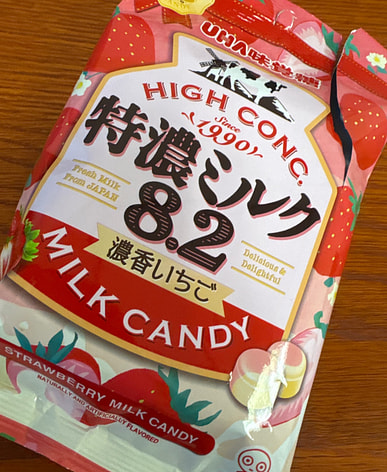 UHA味覚糖
HIGH CONC.
Since
1990
特濃ミルク
8.2
Fresh Milk
From JAPAN
Delicious &
Delightful
濃香いちご
MILK CANDY
STRAWBERRY MILK CANDY
NATURALLY AND ARTIFICIALLY FLAVORED